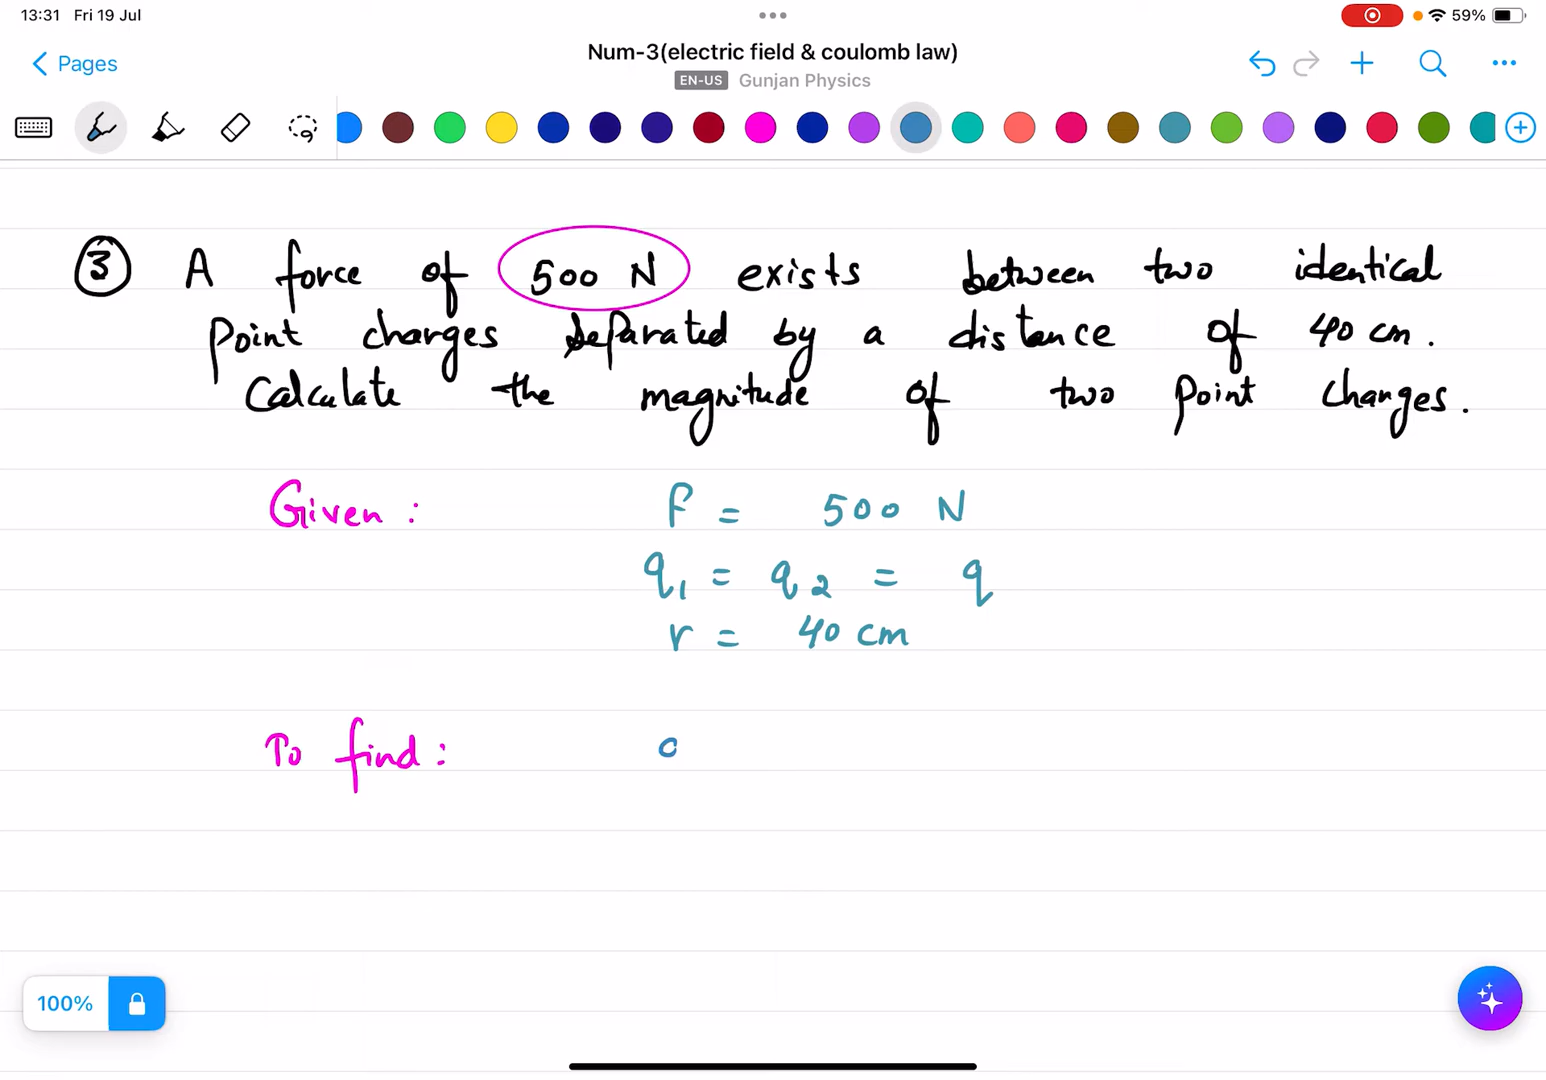 13:31 Fri 19 Jul
59%
Pages
Num-3(electric field & coulomb law)
EN-US Gunjan Physics
③ A force of 500 N exists between two identical
point charges separated by a distance of 40 cm.
Calculate the magnitude of two point changes.
Given : F = 500 N
q₁ = q₂ = q
r = 40 cm
To find :
100%